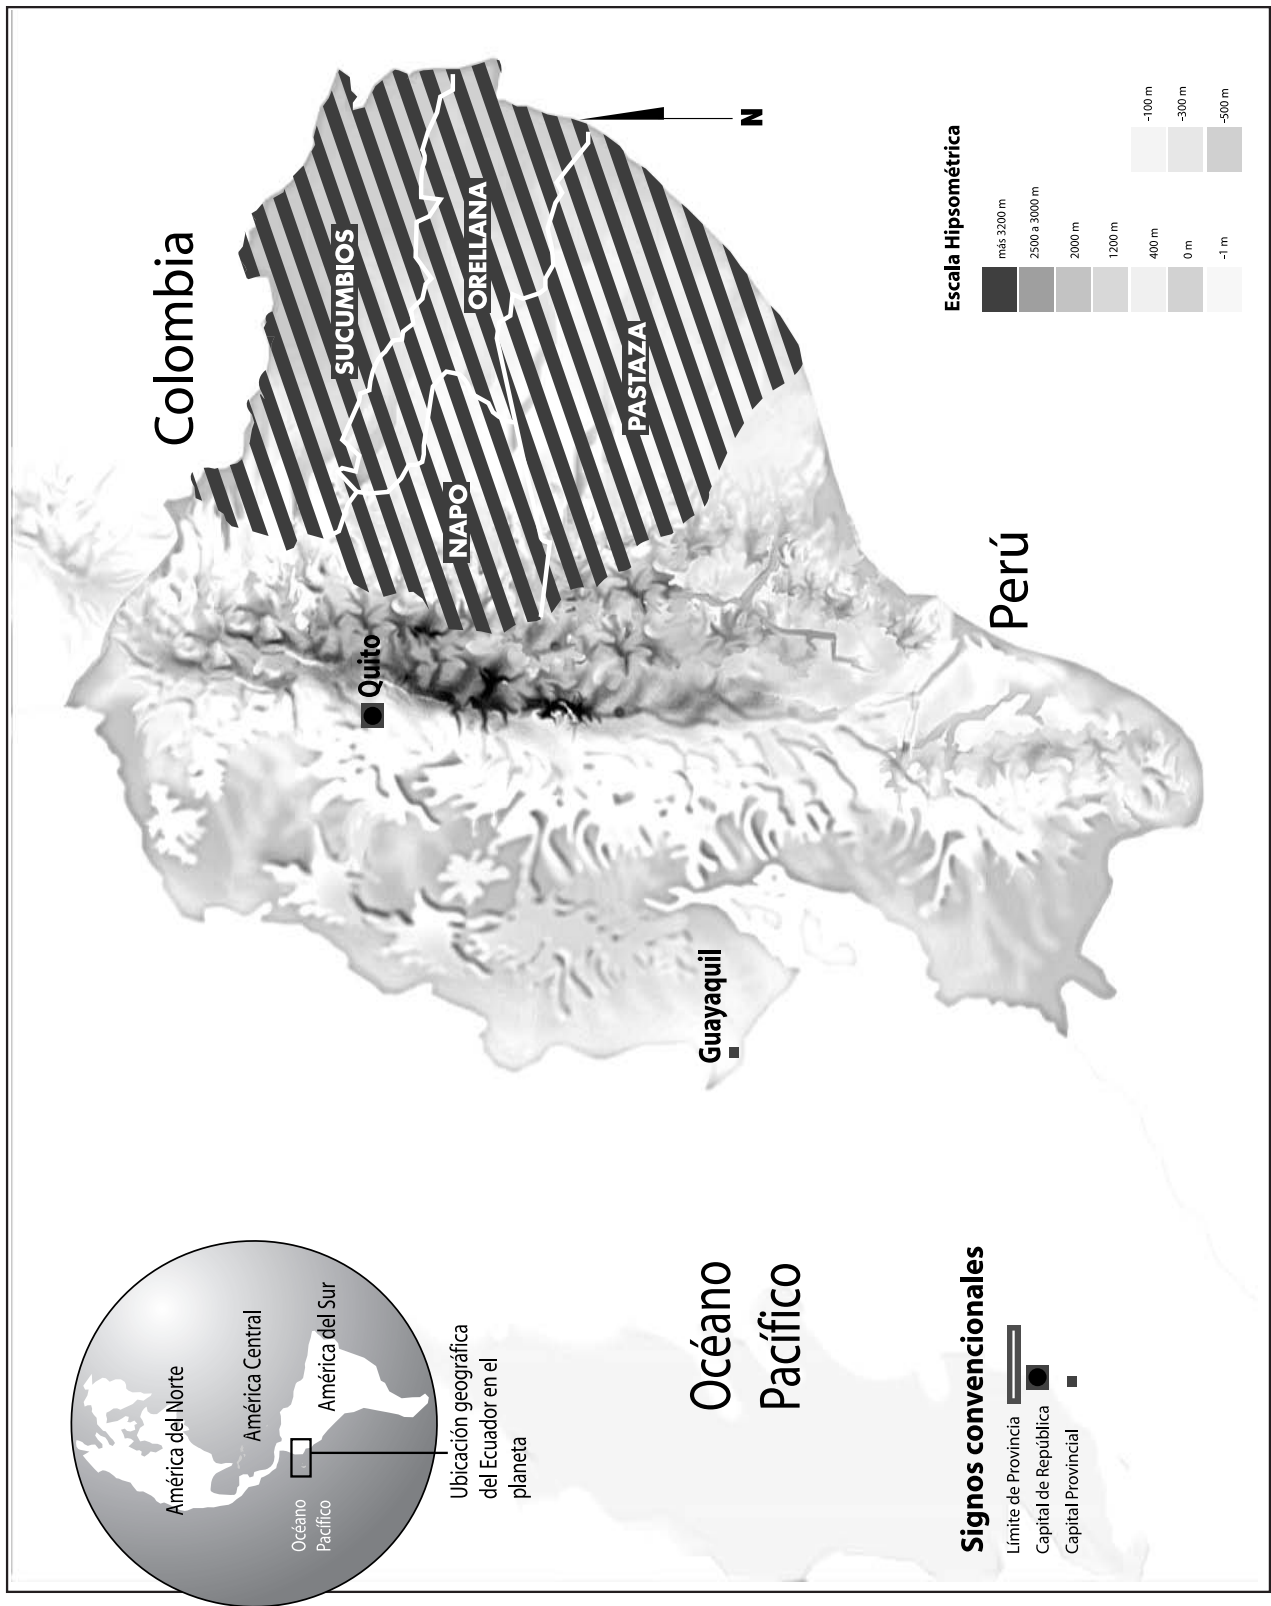 Colombia
SUCUMBIOS
ORELLANA
NAPO
PASTAZA
Quito
Guayaquil
Perú
N
Océano
Pacífico
América del Norte
América Central
América del Sur
Océano
Pacífico
Ubicación geográfica
del Ecuador en el
planeta
Signos convencionales
Límite de Provincia
Capital de República
Capital Provincial
Escala Hipsométrica
más 3200 m
2500 a 3000 m
2000 m
1200 m
400 m
0 m
-1 m
-100 m
-300 m
-500 m